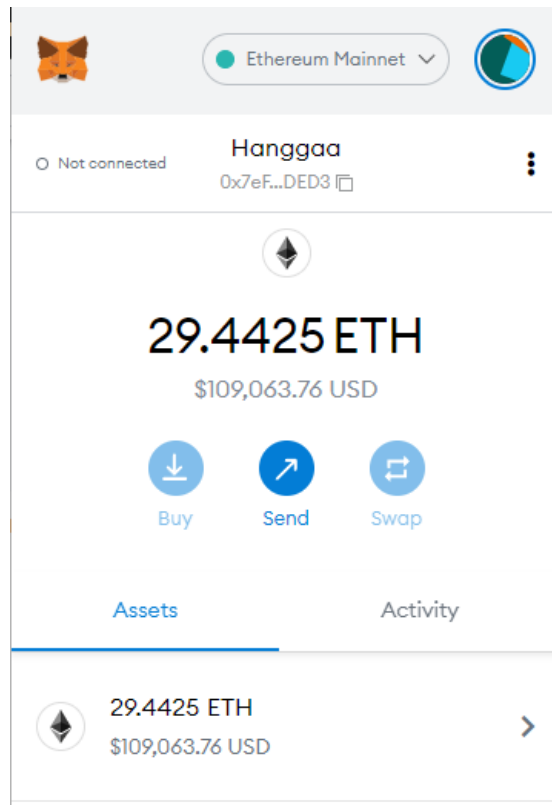 Ethereum Mainnet
Not connected
Hanggaa
0x7eF...DED3
29.4425 ETH
$109,063.76 USD
Buy Send Swap
Assets Activity
29.4425 ETH
$109,063.76 USD